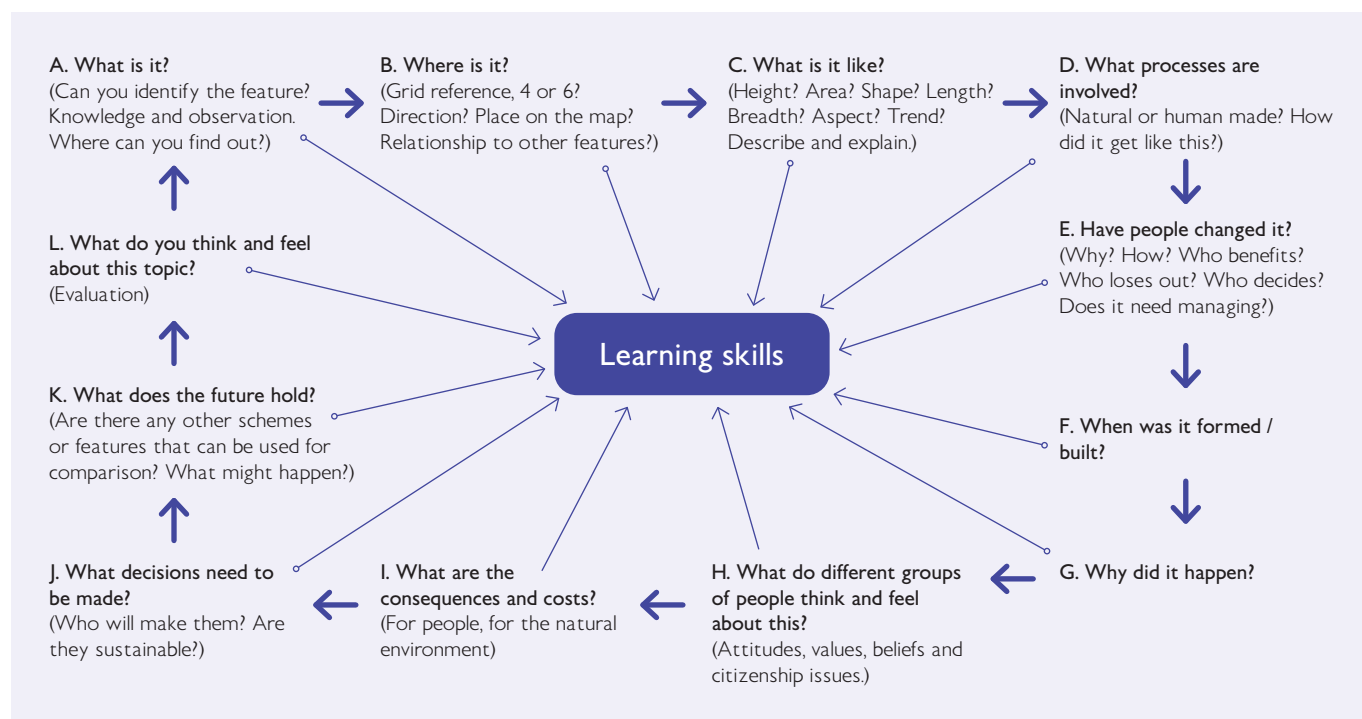 A. What is it?
(Can you identify the feature?
Knowledge and observation.
Where can you find out?)
B. Where is it?
(Grid reference, 4 or 6?
Direction? Place on the map?
Relationship to other features?)
C. What is it like?
(Height? Area? Shape? Length?
Breadth? Aspect? Trend?
Describe and explain.)
D. What processes are
involved?
(Natural or human made? How
did it get like this?)
E. Have people changed it?
(Why? How? Who benefits?
Who loses out? Who decides?
Does it need managing?)
F. When was it formed /
built?
G. Why did it happen?
H. What do different groups
of people think and feel
about this?
(Attitudes, values, beliefs and
citizenship issues.)
I. What are the
consequences and costs?
(For people, for the natural
environment)
J. What decisions need to
be made?
(Who will make them? Are
they sustainable?)
K. What does the future hold?
(Are there any other schemes
or features that can be used for
comparison? What might happen?)
L. What do you think and feel
about this topic?
(Evaluation)
Learning skills